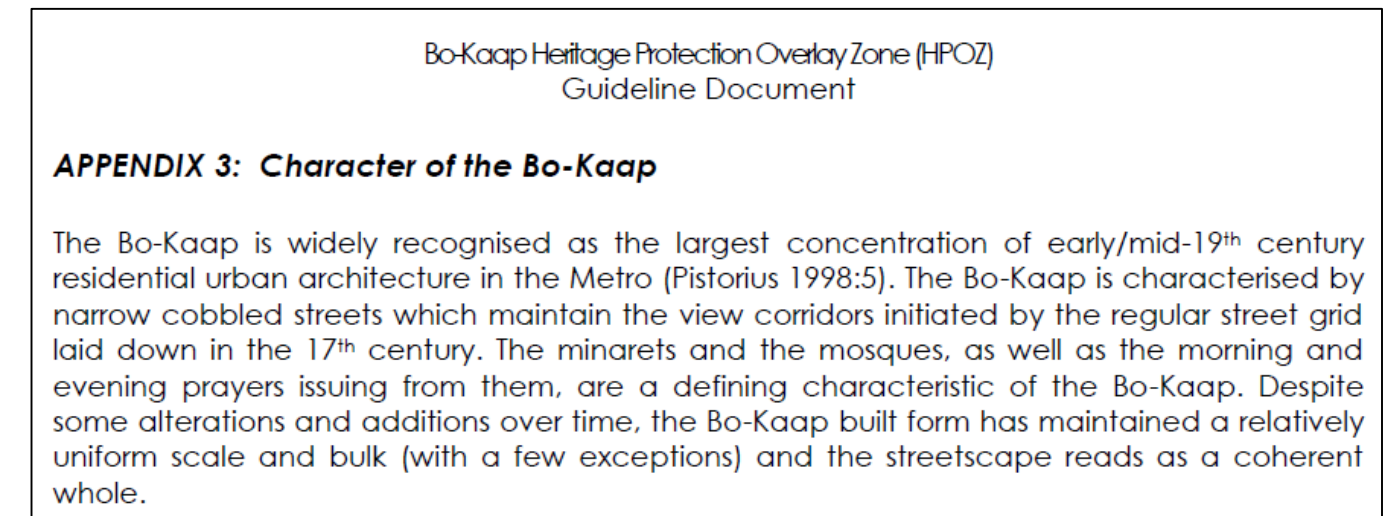 Bo-Kaap Heritage Protection Overlay Zone (HPOZ)
Guideline Document
APPENDIX 3: Character of the Bo-Kaap
The Bo-Kaap is widely recognised as the largest concentration of early/mid-19th century
residential urban architecture in the Metro (Pistorius 1998:5). The Bo-Kaap is characterised by
narrow cobbled streets which maintain the view corridors initiated by the regular street grid
laid down in the 17th century. The minarets and the mosques, as well as the morning and
evening prayers issuing from them, are a defining characteristic of the Bo-Kaap. Despite
some alterations and additions over time, the Bo-Kaap built form has maintained a relatively
uniform scale and bulk (with a few exceptions) and the streetscape reads as a coherent
whole.